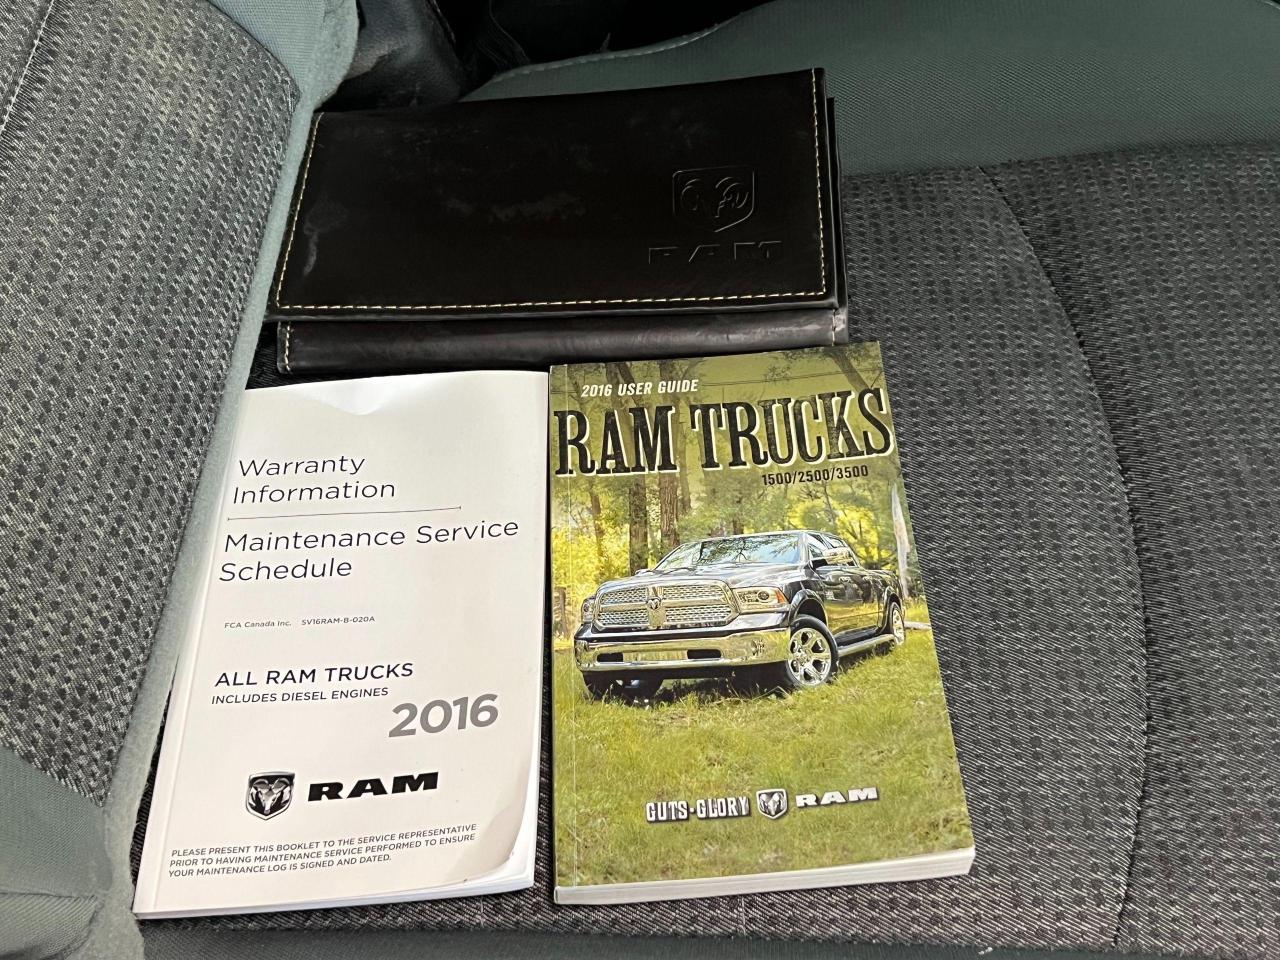 RAM
Warranty
Information
Maintenance Service
Schedule
FCA Canada Inc. SV16RAM-B-020A
ALL RAM TRUCKS
INCLUDES DIESEL ENGINES
2016
RAM
PLEASE PRESENT THIS BOOKLET TO THE SERVICE REPRESENTATIVE
PRIOR TO HAVING MAINTENANCE SERVICE PERFORMED TO ENSURE
YOUR MAINTENANCE LOG IS SIGNED AND DATED.
2016 USER GUIDE
RAM TRUCKS
1500/2500/3500
GUTS·GLORY RAM